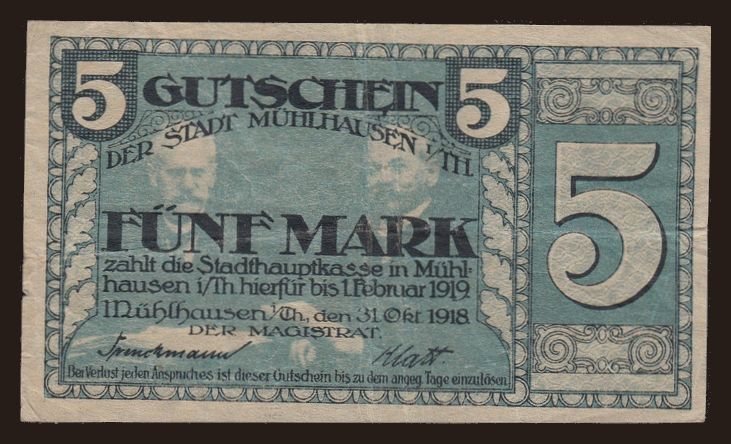 5 GUTSCHEIN 5
DER STADT MÜHLHAUSEN i/TH.
FÜNF MARK
zahlt die Stadthauptkasse in Mühl-
hausen i/Th hierfür bis 1. Februar 1919
Mühlhausen i/Th., den 31. Okt 1918
DER MAGISTRAT.
Trenckmann Klatt
Bei Verlust jeden Anspruches ist dieser Gutschein bis zu dem angeg. Tage einzulösen
5